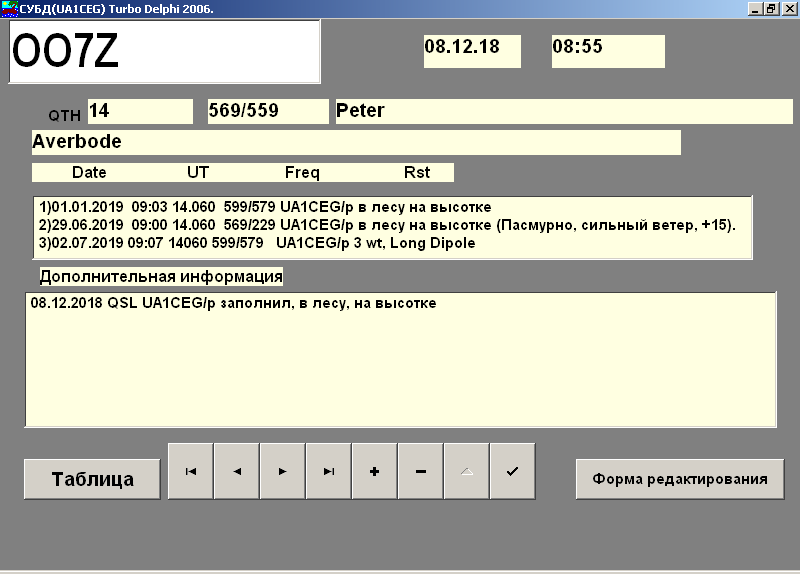 СУБД(UA1CEG) Turbo Delphi 2006.
OO7Z
08.12.18 08:55
QTH 14 569/559 Peter
Averbode
Date UT Freq Rst
1)01.01.2019 09:03 14.060 599/579 UA1CEG/p в лесу на высотке
2)29.06.2019 09:00 14.060 569/229 UA1CEG/p в лесу на высотке (Пасмурно, сильный ветер, +15).
3)02.07.2019 09:07 14060 599/579 UA1CEG/p 3 wt, Long Dipole
Дополнительная информация
08.12.2018 QSL UA1CEG/p заполнил, в лесу, на высотке
Таблица
Форма редактирования